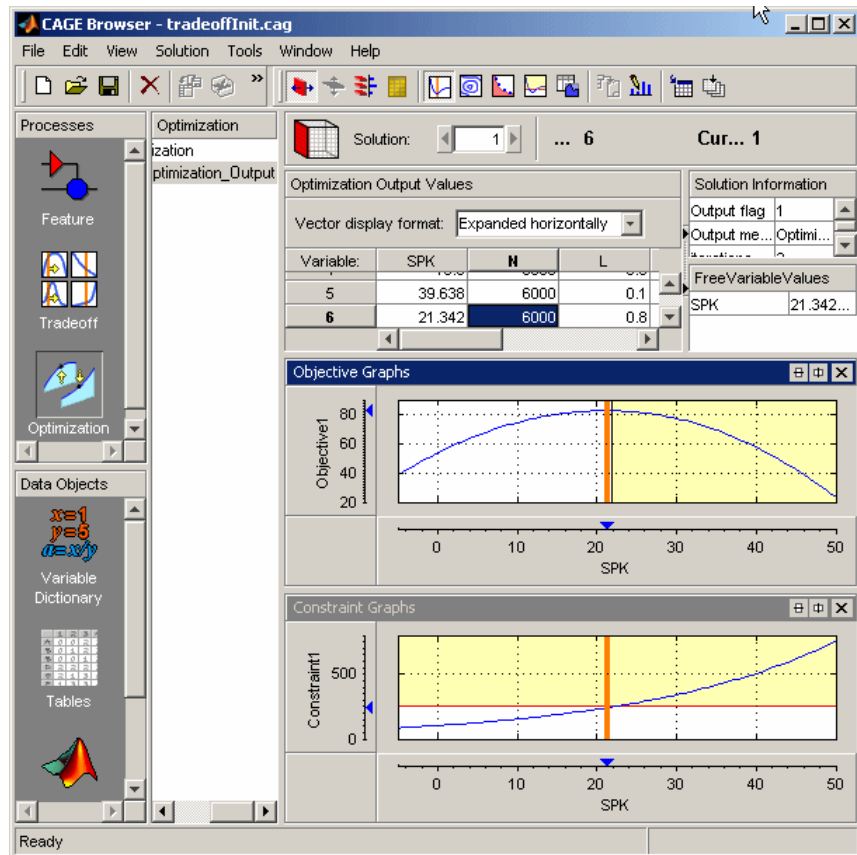 CAGE Browser - tradeoffInit.cag
File Edit View Solution Tools Window Help
»
Processes
Feature
Tradeoff
Optimization
Data Objects
x=1
y=5
a=x/y
Variable
Dictionary
Tables
Optimization
ization
ptimization_Output
Solution: 1 ... 6 Cur... 1
Optimization Output Values
Vector display format: Expanded horizontally
Variable: SPK N L
5 39.638 6000 0.1
6 21.342 6000 0.8
Solution Information
Output flag 1
Output me... Optimi...
FreeVariableValues
SPK 21.342...
Objective Graphs
Objective1
80
60
40
20
0 10 20 30 40 50
SPK
Constraint Graphs
Constraint1
500
0
0 10 20 30 40 50
SPK
Ready